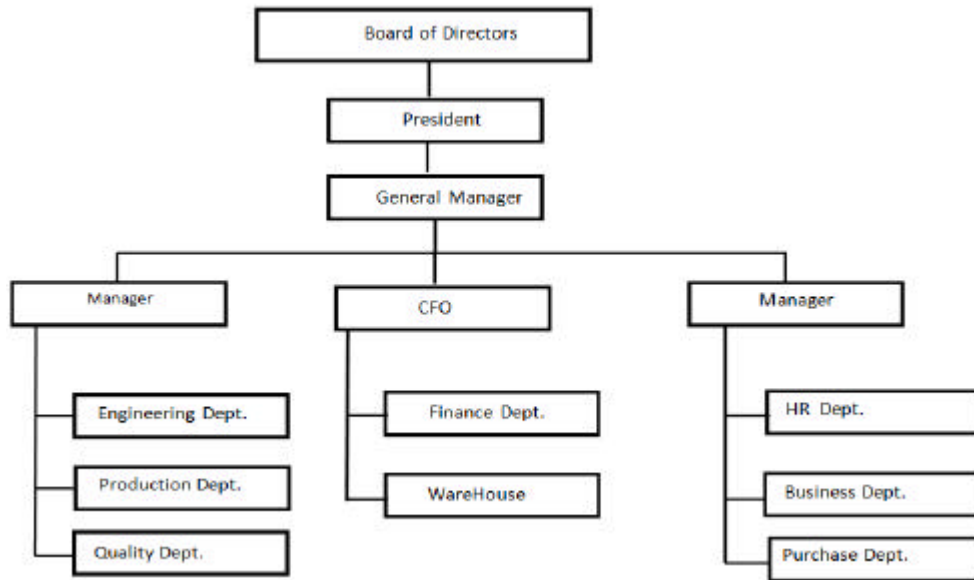 Board of Directors
President
General Manager
Manager
CFO
Manager
Engineering Dept.
Finance Dept.
HR Dept.
Production Dept.
WareHouse
Business Dept.
Quality Dept.
Purchase Dept.